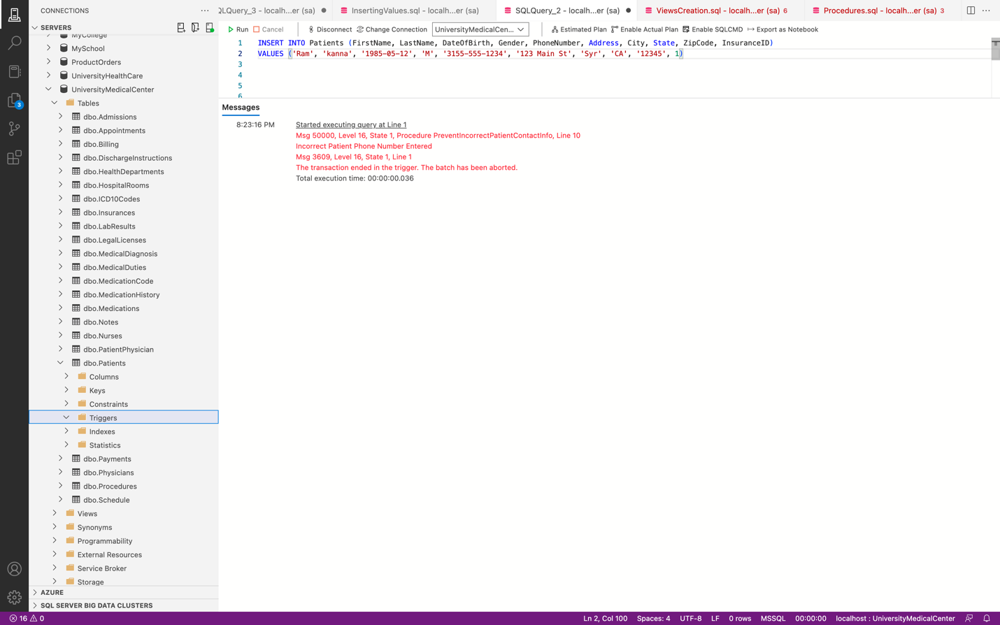 CONNECTIONS
···
QLQuery_3 - localh...er (sa)
InsertingValues.sql - localh...er (sa)
SQLQuery_2 - localh...er (sa)
ViewsCreation.sql - localh...er (sa) 6
Procedures.sql - localh...er (sa) 3
···
SERVERS
Run
Cancel
Disconnect
Change Connection
UniversityMedicalCen...
Estimated Plan
Enable Actual Plan
Enable SQLCMD
Export as Notebook
1 INSERT INTO Patients (FirstName, LastName, DateOfBirth, Gender, PhoneNumber, Address, City, State, ZipCode, InsuranceID)
2 VALUES ('Ram', 'kanna', '1985-05-12', 'M', '3155-555-1234', '123 Main St', 'Syr', 'CA', '12345', 1)
3
4
5
6
Messages
8:23:16 PM
Started executing query at Line 1
Msg 50000, Level 16, State 1, Procedure PreventIncorrectPatientContactInfo, Line 10
Incorrect Patient Phone Number Entered
Msg 3609, Level 16, State 1, Line 1
The transaction ended in the trigger. The batch has been aborted.
Total execution time: 00:00:00.036
MyCollege
MySchool
ProductOrders
UniversityHealthCare
UniversityMedicalCenter
Tables
dbo.Admissions
dbo.Appointments
dbo.Billing
dbo.DischargeInstructions
dbo.HealthDepartments
dbo.HospitalRooms
dbo.ICD10Codes
dbo.Insurances
dbo.LabResults
dbo.LegalLicenses
dbo.MedicalDiagnosis
dbo.MedicalDuties
dbo.MedicationCode
dbo.MedicationHistory
dbo.Medications
dbo.Notes
dbo.Nurses
dbo.PatientPhysician
dbo.Patients
Columns
Keys
Constraints
Triggers
Indexes
Statistics
dbo.Payments
dbo.Physicians
dbo.Procedures
dbo.Schedule
Views
Synonyms
Programmability
External Resources
Service Broker
Storage
AZURE
SQL SERVER BIG DATA CLUSTERS
3
16 0
Ln 2, Col 100
Spaces: 4
UTF-8
LF
0 rows
MSSQL
00:00:00
localhost : UniversityMedicalCenter